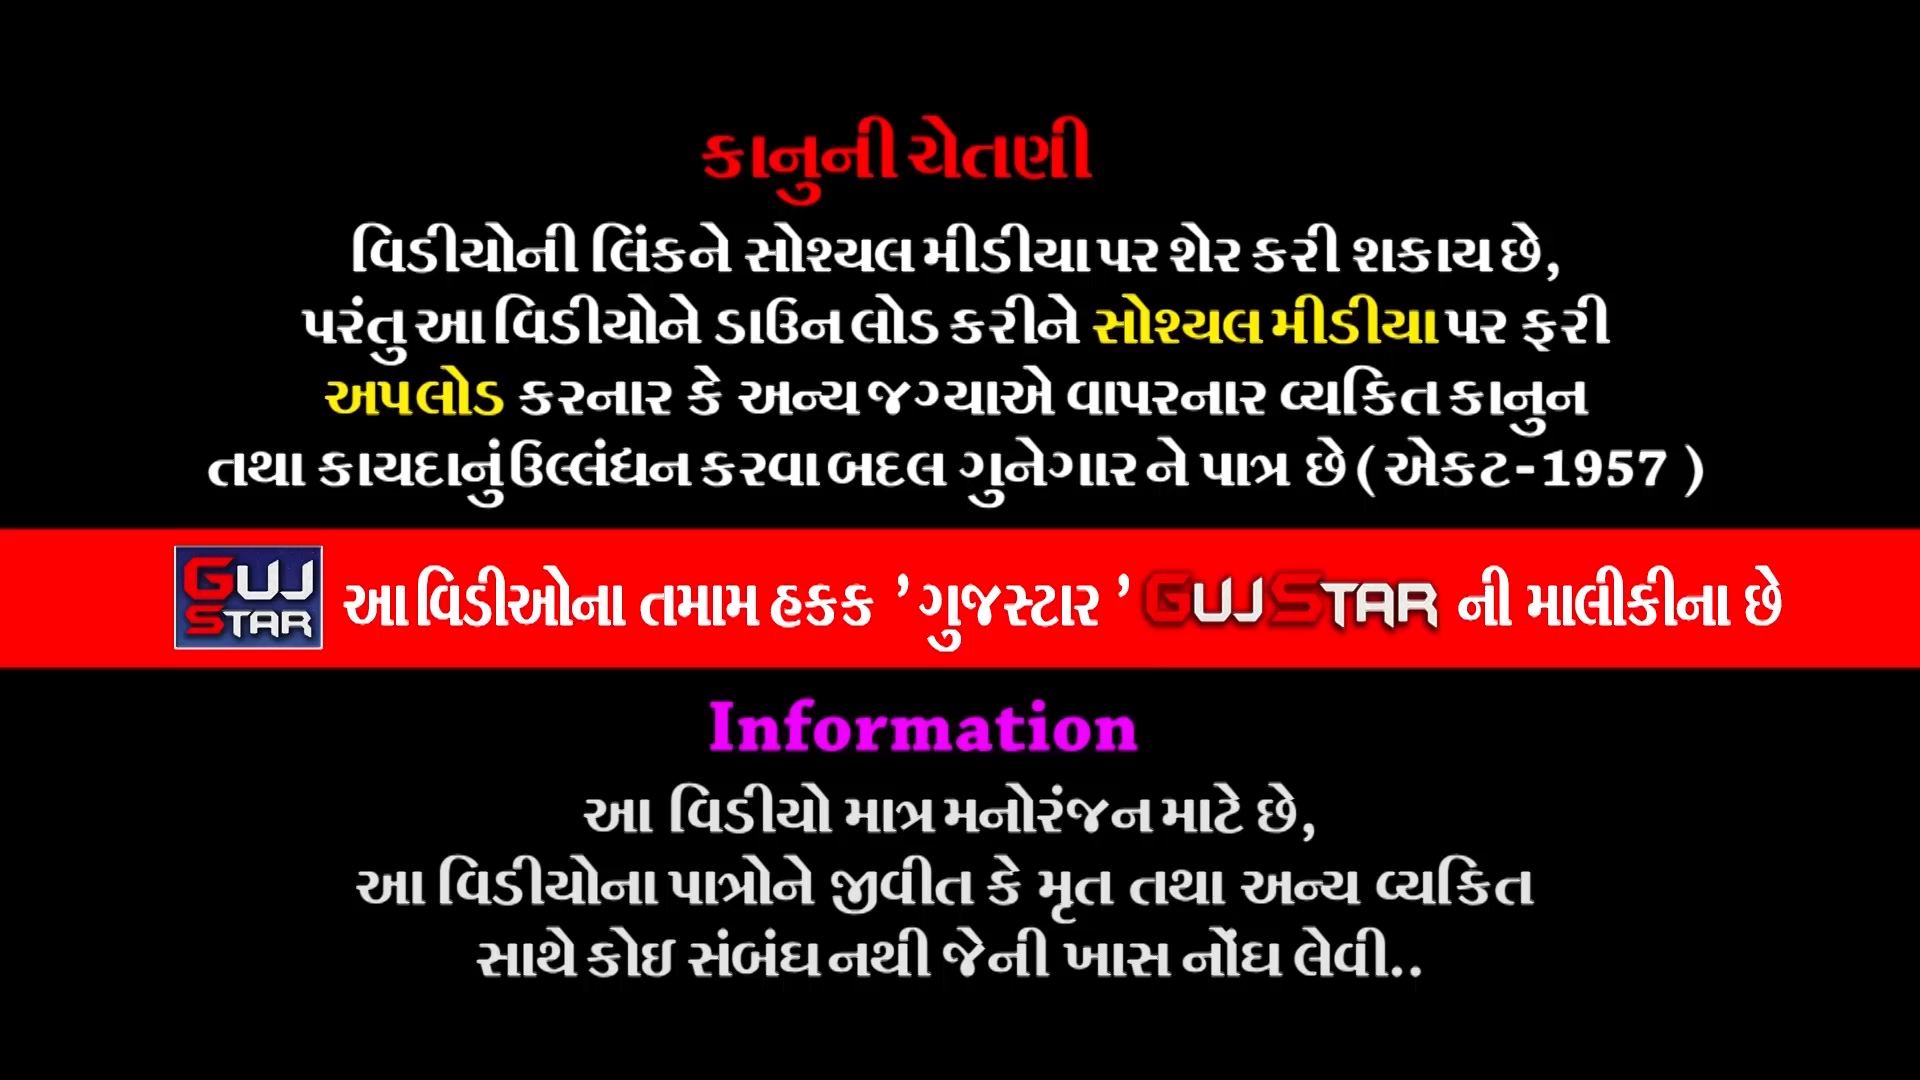 કાનુની ચેતણી
વિડીયોની લિંકને સોશ્યલ મીડીયા પર શેર કરી શકાય છે,
પરંતુ આ વિડીયોને ડાઉનલોડ કરીને સોશ્યલ મીડીયા પર ફરી
અપલોડ કરનાર કે અન્ય જગ્યાએ વાપરનાર વ્યકિત કાનુન
તથા કાયદાનું ઉલ્લંઘન કરવા બદલ ગુનેગાર ને પાત્ર છે ( એકટ-1957 )
GUJ STAR આ વિડીઓના તમામ હકક ’ ગુજસ્ટાર ’ GUJ STAR ની માલીકીના છે
Information
આ વિડીયો માત્ર મનોરંજન માટે છે,
આ વિડીયોના પાત્રોને જીવીત કે મૃત તથા અન્ય વ્યકિત
સાથે કોઇ સંબંઘ નથી જેની ખાસ નોંઘ લેવી..